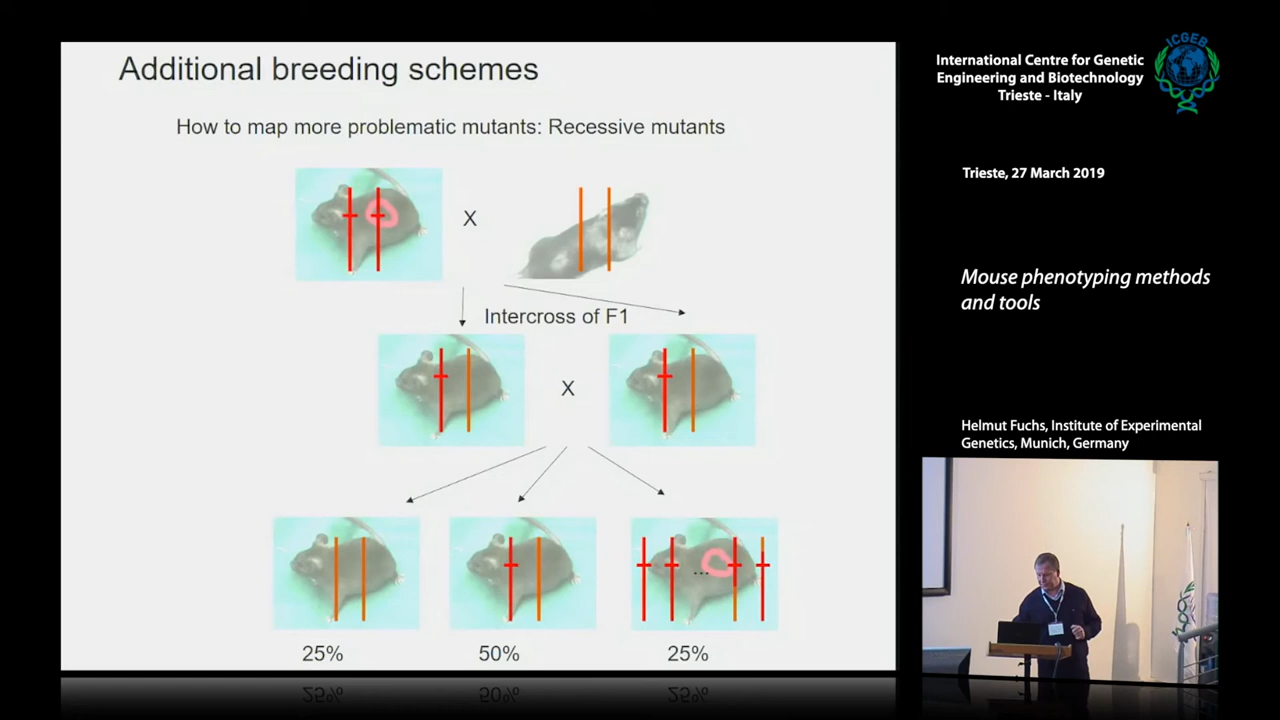 Additional breeding schemes
How to map more problematic mutants: Recessive mutants
X
Intercross of F1
X
...
25%
50%
25%
ICGEB
International Centre for Genetic
Engineering and Biotechnology
Trieste - Italy
Trieste, 27 March 2019
Mouse phenotyping methods
and tools
Helmut Fuchs, Institute of Experimental
Genetics, Munich, Germany